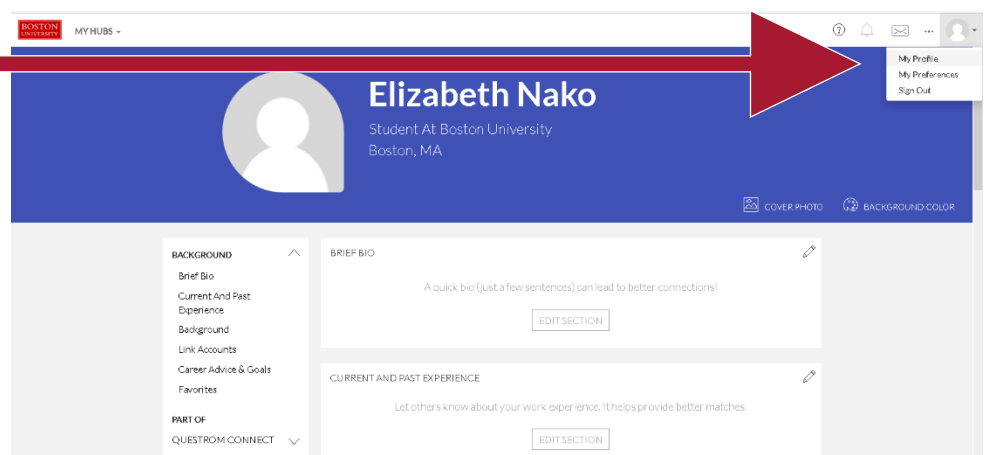 BOSTON
UNIVERSITY
MY HUBS
?
...
My Profile
My Preferences
Sign Out
Elizabeth Nako
Student At Boston University
Boston, MA
COVER PHOTO
BACKGROUND COLOR
BACKGROUND
Brief Bio
Current And Past
Experience
Background
Link Accounts
Career Advice & Goals
Favorites
PART OF
QUESTROM CONNECT
BRIEF BIO
A quick bio (just a few sentences) can lead to better connections!
EDIT SECTION
CURRENT AND PAST EXPERIENCE
Let others know about your work experience. It helps provide better matches.
EDIT SECTION